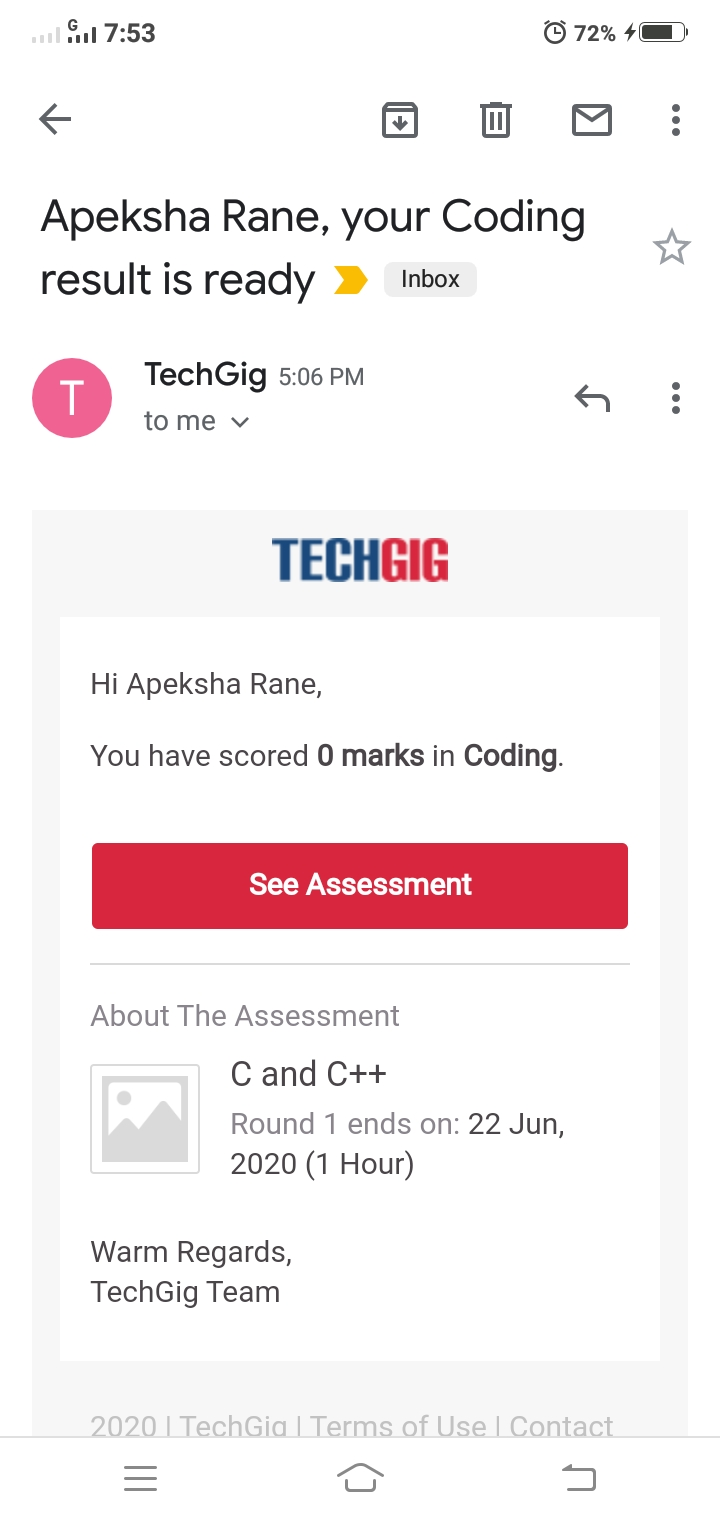 G 7:53 72%
Apeksha Rane, your Coding
result is ready Inbox
T TechGig 5:06 PM
to me
TECHGIG
Hi Apeksha Rane,
You have scored 0 marks in Coding.
See Assessment
About The Assessment
C and C++
Round 1 ends on: 22 Jun,
2020 (1 Hour)
Warm Regards,
TechGig Team
2020 | TechGig | Terms of Use | Contact